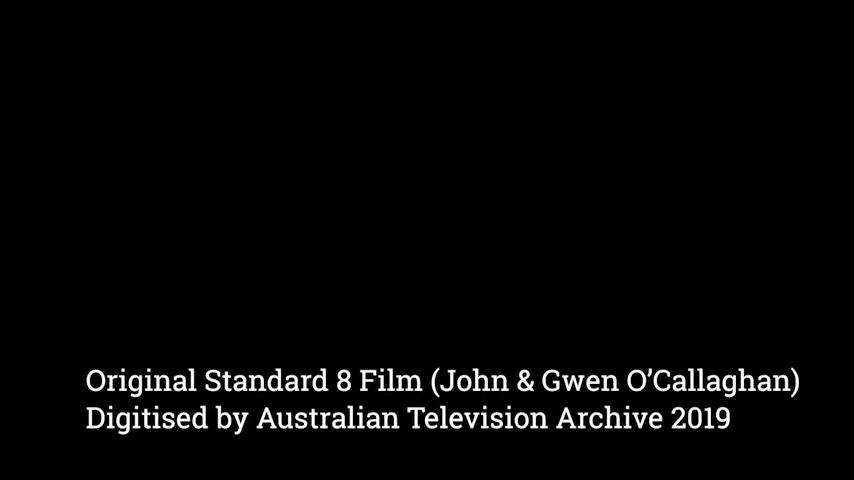 Original Standard 8 Film (John & Gwen O’Callaghan)
Digitised by Australian Television Archive 2019